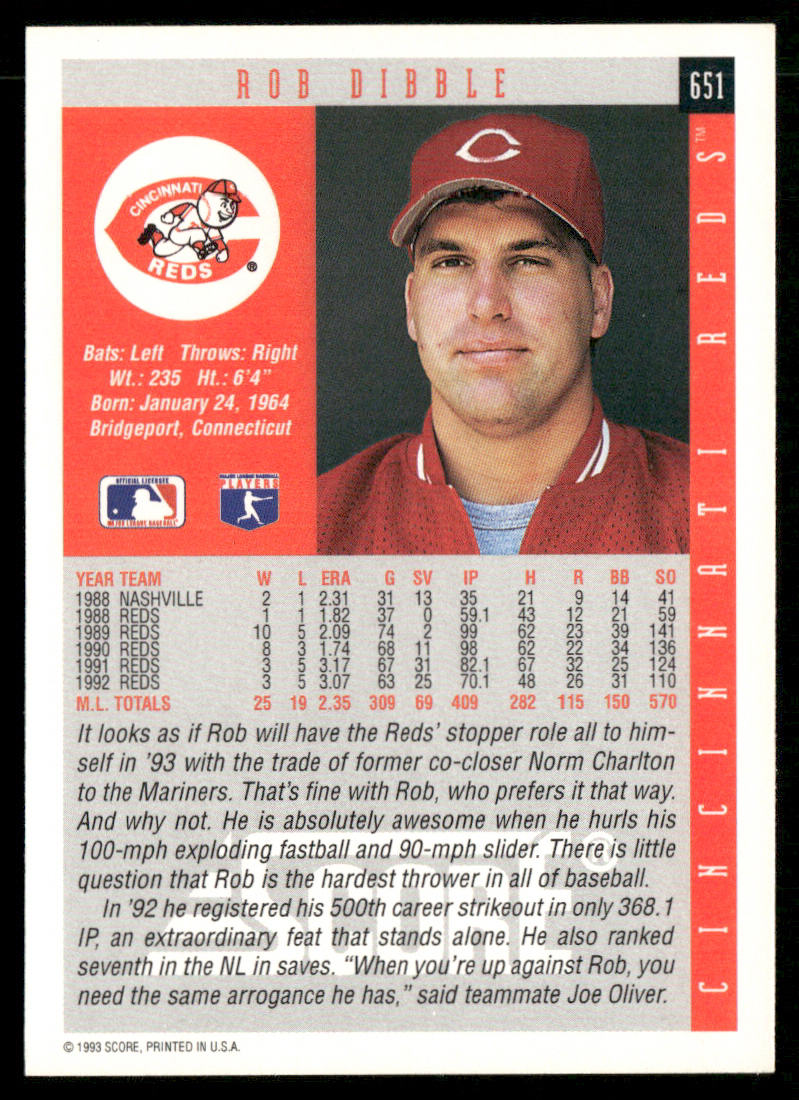 ROB DIBBLE
651
CINCINNATI
REDS
®
Bats: Left Throws: Right
Wt.: 235 Ht.: 6'4"
Born: January 24, 1964
Bridgeport, Connecticut
OFFICIAL LICENSEE
MAJOR LEAGUE BASEBALL
MAJOR LEAGUE BASEBALL
PLAYERS
CINCINNATI REDS™
YEAR TEAM W L ERA G SV IP H R BB SO
1988 NASHVILLE 2 1 2.31 31 13 35 21 9 14 41
1988 REDS 1 1 1.82 37 0 59.1 43 12 21 59
1989 REDS 10 5 2.09 74 2 99 62 23 39 141
1990 REDS 8 3 1.74 68 11 98 62 22 34 136
1991 REDS 3 5 3.17 67 31 82.1 67 32 25 124
1992 REDS 3 5 3.07 63 25 70.1 48 26 31 110
M.L. TOTALS 25 19 2.35 309 69 409 282 115 150 570
It looks as if Rob will have the Reds' stopper role all to him-
self in '93 with the trade of former co-closer Norm Charlton
to the Mariners. That's fine with Rob, who prefers it that way.
And why not. He is absolutely awesome when he hurls his
100-mph exploding fastball and 90-mph slider. There is little
question that Rob is the hardest thrower in all of baseball.
In '92 he registered his 500th career strikeout in only 368.1
IP, an extraordinary feat that stands alone. He also ranked
seventh in the NL in saves. "When you're up against Rob, you
need the same arrogance he has," said teammate Joe Oliver.
SCORE®
© 1993 SCORE, PRINTED IN U.S.A.